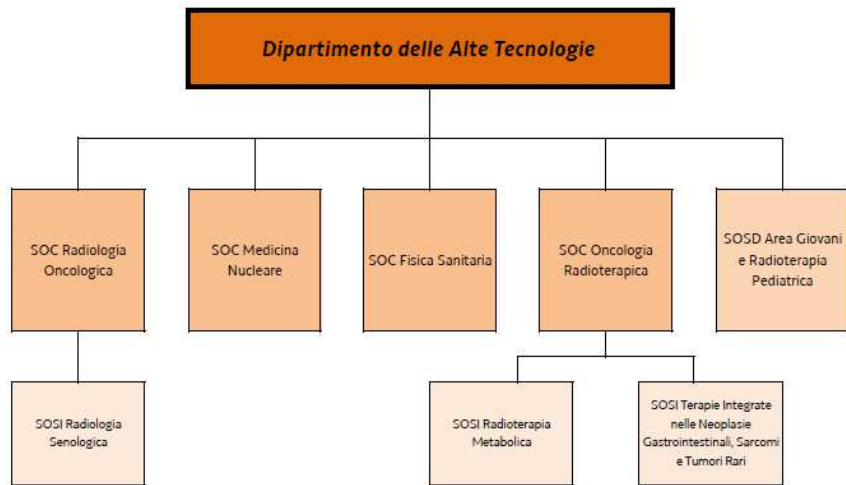 Dipartimento delle Alte Tecnologie
SOC Radiologia
Oncologica
SOC Medicina
Nucleare
SOC Fisica Sanitaria
SOC Oncologia
Radioterapica
SOSD Area Giovani
e Radioterapia
Pediatrica
SOSI Radiologia
Senologica
SOSI Radioterapia
Metabolica
SOSI Terapie Integrate
nelle Neoplasie
Gastrointestinali, Sarcomi
e Tumori Rari